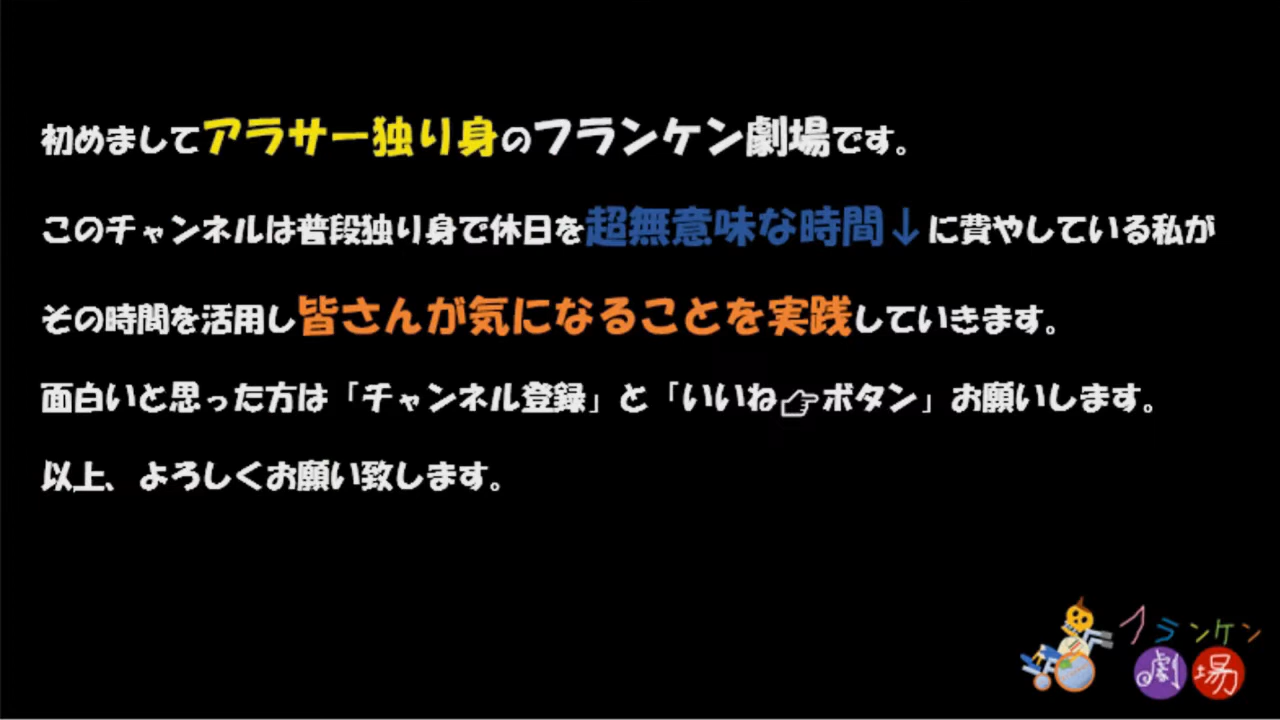 初めましてアラサー独り身のフランケン劇場です。
このチャンネルは普段独り身で休日を超無意味な時間↓に費やしている私が
その時間を活用し皆さんが気になることを実践していきます。
面白いと思った方は「チャンネル登録」と「いいね👉ボタン」お願いします。
以上、よろしくお願い致します。
フランケン
劇場